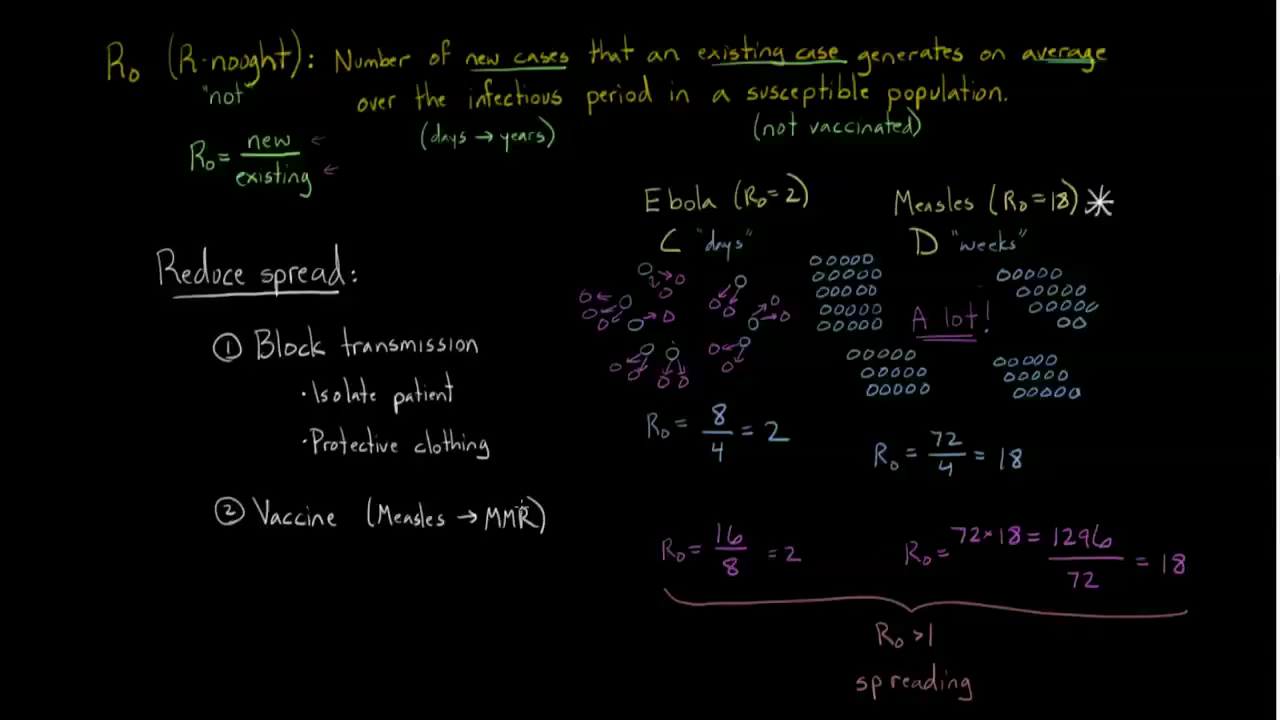 R₀ (R-nought): Number of new cases that an existing case generates on average
"not" over the infectious period in a susceptible population.
(days → years) (not vaccinated)
R₀ = new ←
existing ←
Reduce spread:
① Block transmission
• Isolate patient
• Protective clothing
② Vaccine (Measles → MMR)
Ebola (R₀=2)
C "days"
R₀ = 8
4
= 2
R₀ = 16
8
= 2
Measles (R₀=18) *
D "weeks"
A lot!
R₀ = 72
4
= 18
R₀ = 72×18 = 1296
72
= 18
R₀ >1
spreading